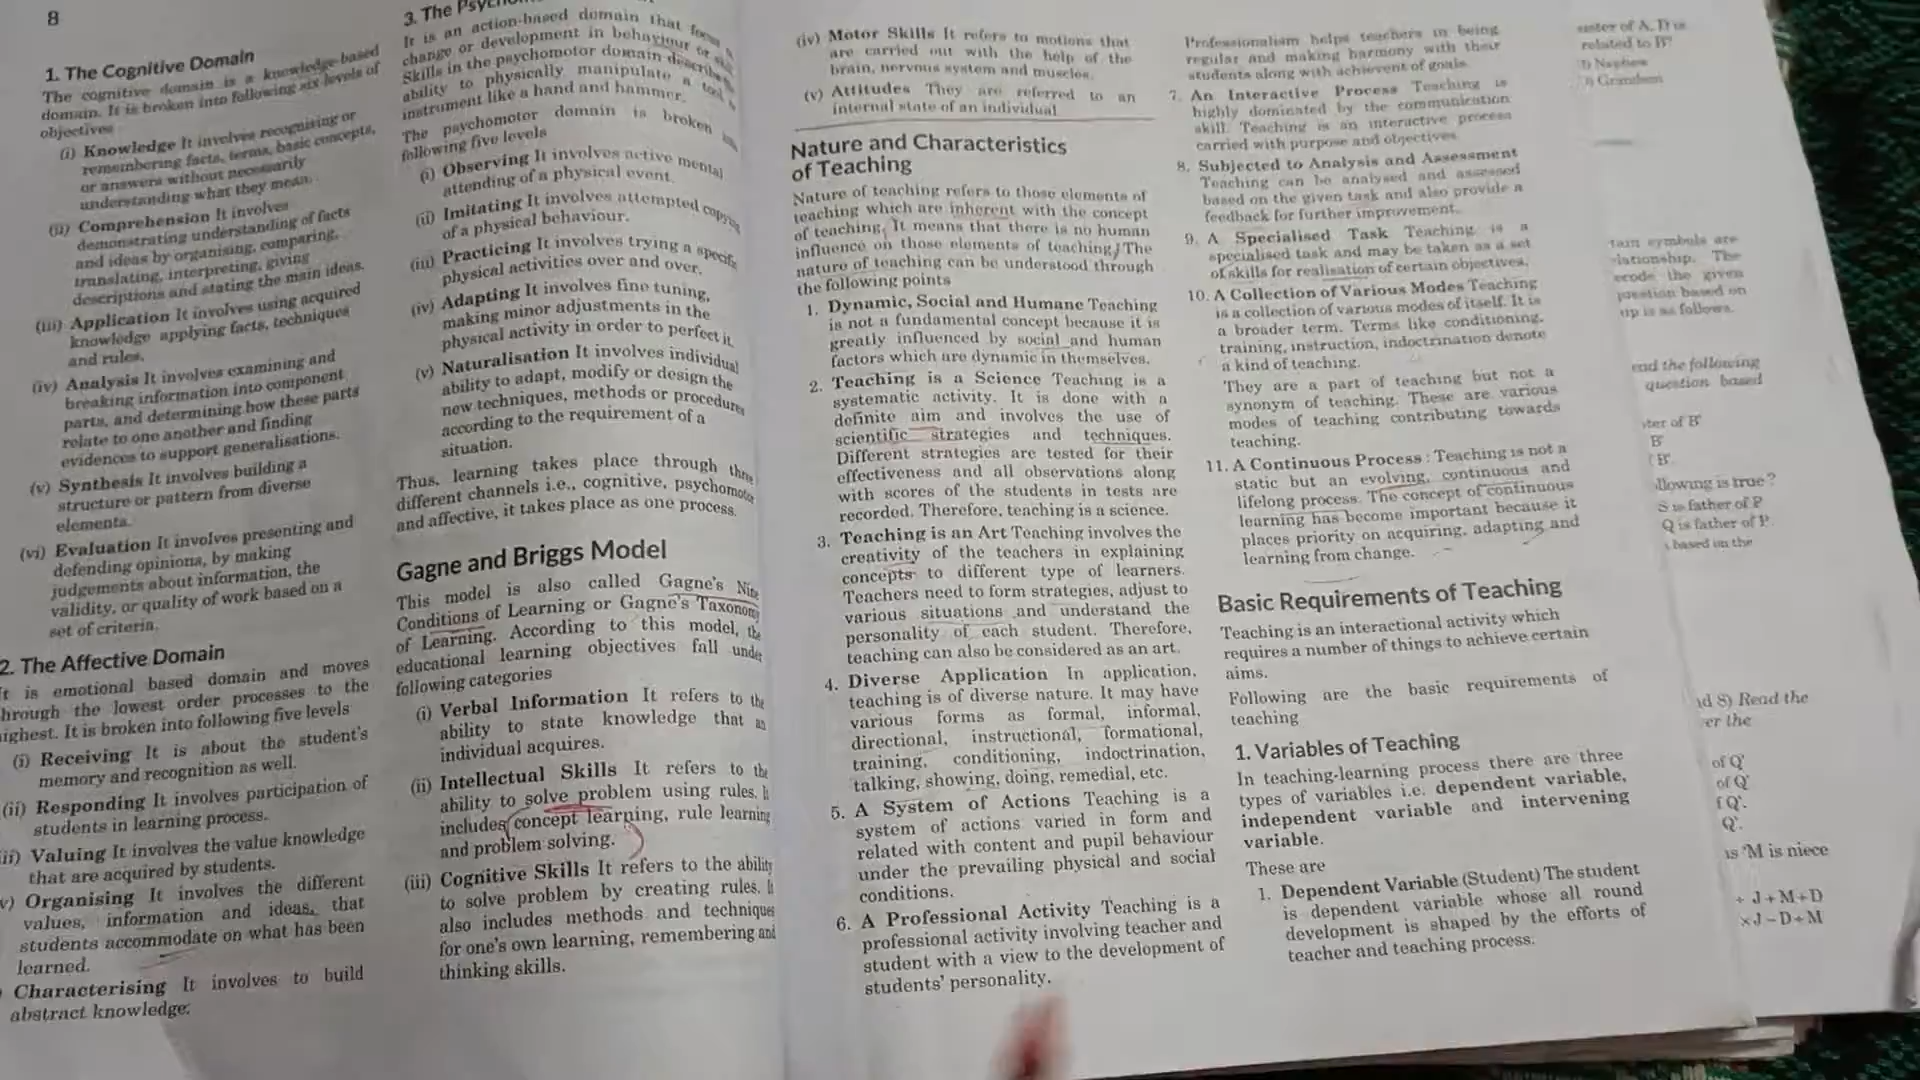 8
1. The Cognitive Domain
The cognitive domain is a knowledge-based
domain. It is broken into following six levels of
objectives
(i) Knowledge It involves recognising or
remembering facts, terms, basic concepts,
or answers without necessarily
understanding what they mean.
(ii) Comprehension It involves
demonstrating understanding of facts
and ideas by organising, comparing,
translating, interpreting, giving
descriptions and stating the main ideas.
(iii) Application It involves using acquired
knowledge applying facts, techniques
and rules.
(iv) Analysis It involves examining and
breaking information into component
parts, and determining how these parts
relate to one another and finding
evidences to support generalisations.
(v) Synthesis It involves building a
structure or pattern from diverse
elements.
(vi) Evaluation It involves presenting and
defending opinions, by making
judgements about information, the
validity, or quality of work based on a
set of criteria.
2. The Affective Domain
It is emotional based domain and moves
through the lowest order processes to the
highest. It is broken into following five levels
(i) Receiving It is about the student's
memory and recognition as well.
(ii) Responding It involves participation of
students in learning process.
iii) Valuing It involves the value knowledge
that are acquired by students.
v) Organising It involves the different
values, information and ideas, that
students accommodate on what has been
learned.
Characterising It involves to build
abstract knowledge.
3. The
It is an action-based domain that
change or development in behaviour or
Skills in the psychomotor domain describe
ability to physically manipulate a tool
instrument like a hand and hammer.
The psychomotor domain is broken
following five levels
(i) Observing It involves active mental
attending of a physical event.
(ii) Imitating It involves attempted copying
of a physical behaviour.
(iii) Practicing It involves trying a specific
physical activities over and over.
(iv) Adapting It involves fine tuning,
making minor adjustments in the
physical activity in order to perfect it.
(v) Naturalisation It involves individual
ability to adapt, modify or design the
new techniques, methods or procedures
according to the requirement of a
situation.
Thus, learning takes place through three
different channels i.e., cognitive, psychomotor
and affective, it takes place as one process.
Gagne and Briggs Model
This model is also called Gagne's Nine
Conditions of Learning or Gagne's Taxonomy
of Learning. According to this model, the
educational learning objectives fall under
following categories
(i) Verbal Information It refers to the
ability to state knowledge that an
individual acquires.
(ii) Intellectual Skills It refers to the
ability to solve problem using rules. It
includes concept learning, rule learning
and problem solving.
(iii) Cognitive Skills It refers to the ability
to solve problem by creating rules. It
also includes methods and techniques
for one's own learning, remembering and
thinking skills.
(iv) Motor Skills It refers to motions that
are carried out with the help of the
brain, nervous system and muscles.
(v) Attitudes They are referred to an
internal state of an individual.
Nature and Characteristics
of Teaching
Nature of teaching refers to those elements of
teaching which are inherent with the concept
of teaching. It means that there is no human
influence on those elements of teaching. The
nature of teaching can be understood through
the following points
1. Dynamic, Social and Humane Teaching
is not a fundamental concept because it is
greatly influenced by social and human
factors which are dynamic in themselves.
2. Teaching is a Science Teaching is a
systematic activity. It is done with a
definite aim and involves the use of
scientific strategies and techniques.
Different strategies are tested for their
effectiveness and all observations along
with scores of the students in tests are
recorded. Therefore, teaching is a science.
3. Teaching is an Art Teaching involves the
creativity of the teachers in explaining
concepts to different type of learners.
Teachers need to form strategies, adjust to
various situations and understand the
personality of each student. Therefore,
teaching can also be considered as an art.
4. Diverse Application In application,
teaching is of diverse nature. It may have
various forms as formal, informal,
directional, instructional, formational,
training, conditioning, indoctrination,
talking, showing, doing, remedial, etc.
5. A System of Actions Teaching is a
system of actions varied in form and
related with content and pupil behaviour
under the prevailing physical and social
conditions.
6. A Professional Activity Teaching is a
professional activity involving teacher and
student with a view to the development of
students' personality.
Professionalism helps teachers in being
regular and making harmony with their
students along with achievent of goals.
7. An Interactive Process Teaching is
highly dominated by the communication
skill. Teaching is an interactive process
carried with purpose and objectives.
8. Subjected to Analysis and Assessment
Teaching can be analysed and assessed
based on the given task and also provide a
feedback for further improvement.
9. A Specialised Task Teaching is a
specialised task and may be taken as a set
of skills for realisation of certain objectives.
10. A Collection of Various Modes Teaching
is a collection of various modes of itself. It is
a broader term. Terms like conditioning,
training, instruction, indoctrination denote
a kind of teaching.
They are a part of teaching but not a
synonym of teaching. These are various
modes of teaching contributing towards
teaching.
11. A Continuous Process : Teaching is not a
static but an evolving, continuous and
lifelong process. The concept of continuous
learning has become important because it
places priority on acquiring, adapting and
learning from change.
Basic Requirements of Teaching
Teaching is an interactional activity which
requires a number of things to achieve certain
aims.
Following are the basic requirements of
teaching
1. Variables of Teaching
In teaching-learning process there are three
types of variables i.e. dependent variable,
independent variable and intervening
variable.
These are
1. Dependent Variable (Student) The student
is dependent variable whose all round
development is shaped by the efforts of
teacher and teaching process.
sister of A, D is
related to B?
Nephew
Grandson
symbols are
The
the given
question based on
up is as follows.
the following
question based
of B'
B'
B'.
is true?
S is father of P
Q is father of P.
based on the
8) Read the
the
of Q'
of Q'
Q'.
Q'.
is 'M is niece
÷ J + M ÷ D
× J − D ÷ M